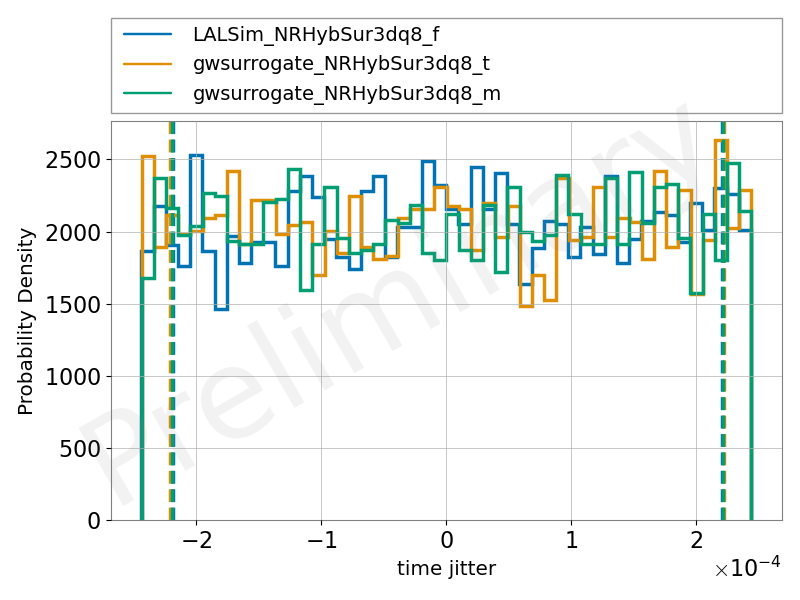 LALSim_NRHybSur3dq8_f
gwsurrogate_NRHybSur3dq8_t
gwsurrogate_NRHybSur3dq8_m
Preliminary
Probability Density
2500
2000
1500
1000
500
0
−2 −1 0 1 2
time jitter
×10⁻⁴